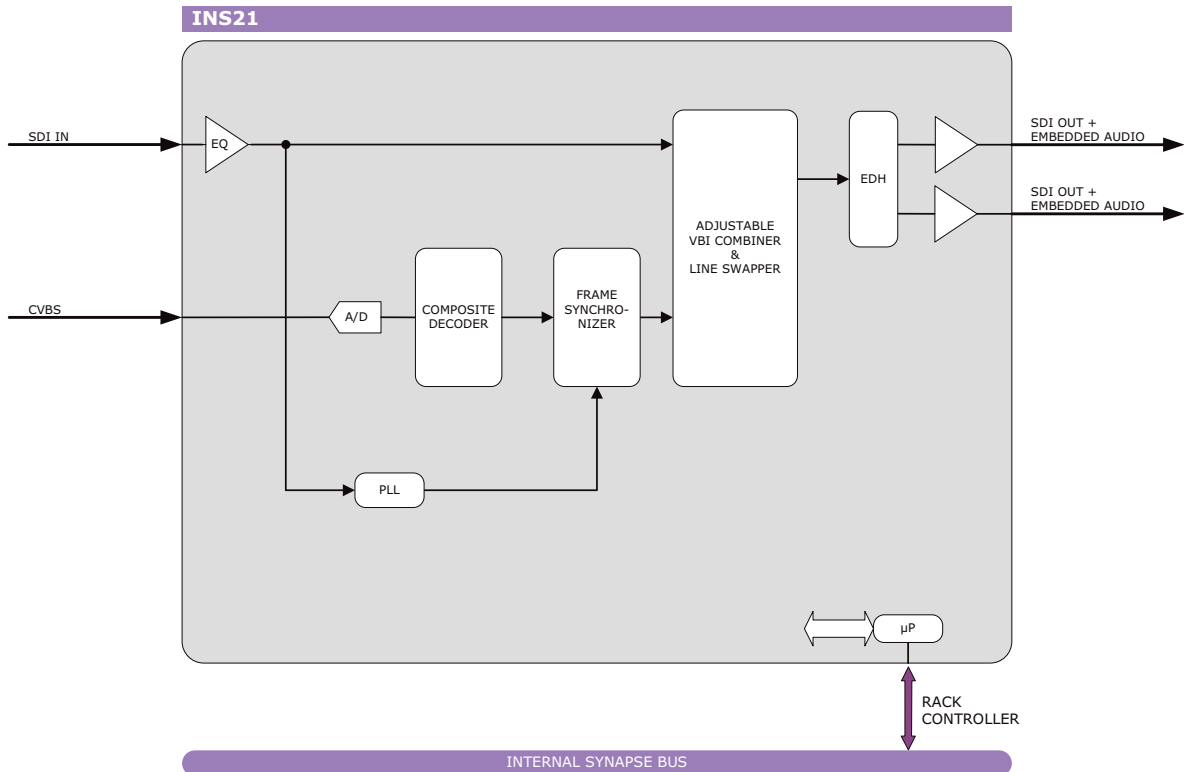 INS21
SDI IN
EQ
SDI OUT +
EMBEDDED AUDIO
EDH
SDI OUT +
EMBEDDED AUDIO
ADJUSTABLE
VBI COMBINER
&
LINE SWAPPER
CVBS
A/D
COMPOSITE
DECODER
FRAME
SYNCHRO-
NIZER
PLL
µP
RACK
CONTROLLER
INTERNAL SYNAPSE BUS